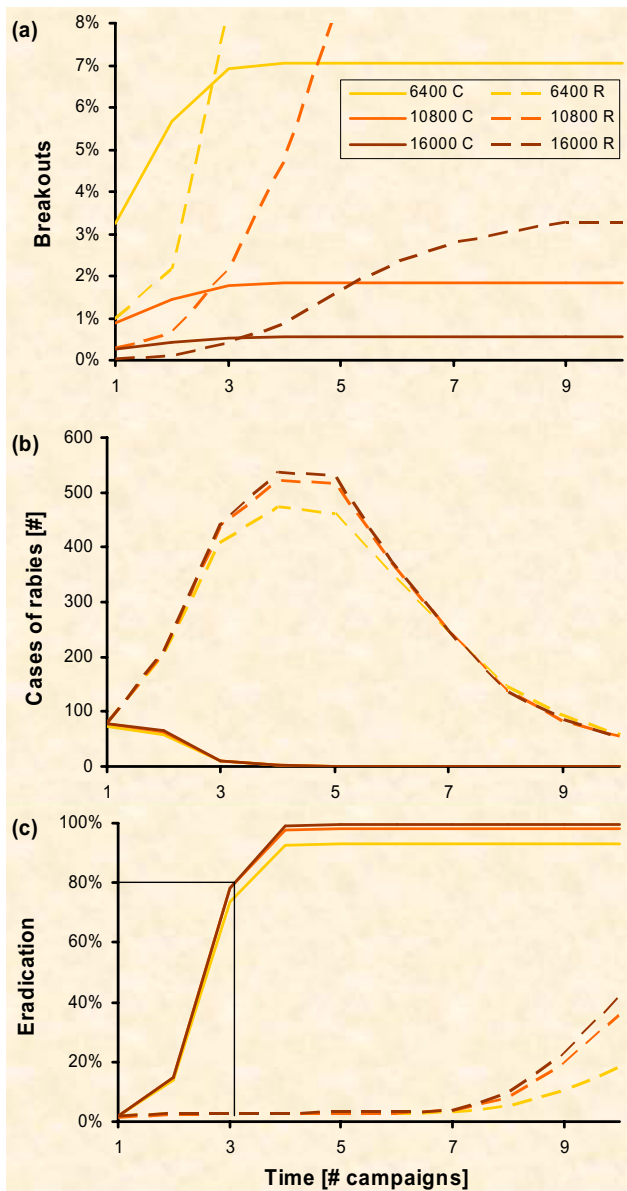 (a)
8%
7%
6%
5%
4%
3%
2%
1%
0%
Breakouts
6400 C
6400 R
10800 C
10800 R
16000 C
16000 R
1
3
5
7
9
(b)
600
500
400
300
200
100
0
Cases of rabies [#]
1
3
5
7
9
(c)
100%
80%
60%
40%
20%
0%
Eradication
1
3
5
7
9
Time [# campaigns]